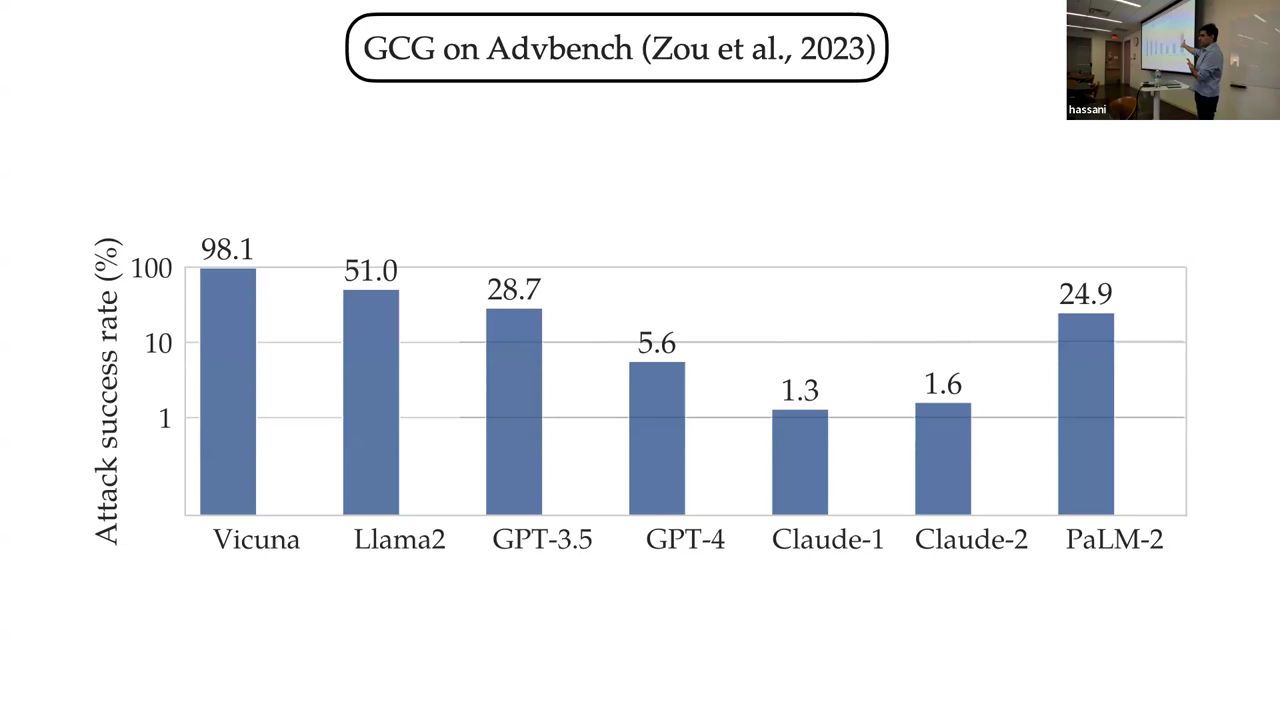 GCG on Advbench (Zou et al., 2023)
hassani
Attack success rate (%)
100
10
1
98.1
51.0
28.7
5.6
1.3
1.6
24.9
Vicuna
Llama2
GPT-3.5
GPT-4
Claude-1
Claude-2
PaLM-2